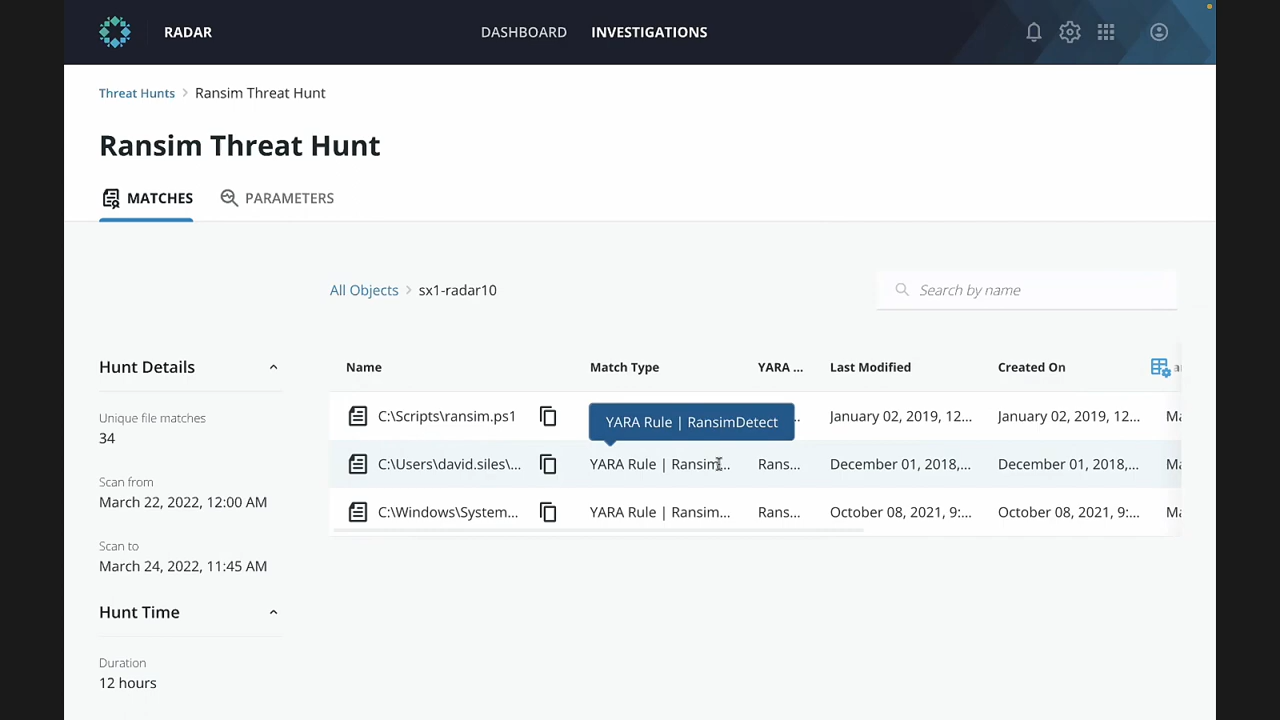 RADAR DASHBOARD INVESTIGATIONS
Threat Hunts > Ransim Threat Hunt
Ransim Threat Hunt
MATCHES PARAMETERS
All Objects > sx1-radar10 Search by name
Hunt Details
Unique file matches
34
Scan from
March 22, 2022, 12:00 AM
Scan to
March 24, 2022, 11:45 AM
Hunt Time
Duration
12 hours
Name Match Type YARA ... Last Modified Created On
C:\Scripts\ransim.ps1 January 02, 2019, 12... January 02, 2019, 12... Ma
YARA Rule | RansimDetect
C:\Users\david.siles\... YARA Rule | Ransim... Rans... December 01, 2018,... December 01, 2018,... Ma
C:\Windows\System... YARA Rule | Ransim... Rans... October 08, 2021, 9:... October 08, 2021, 9:... Ma